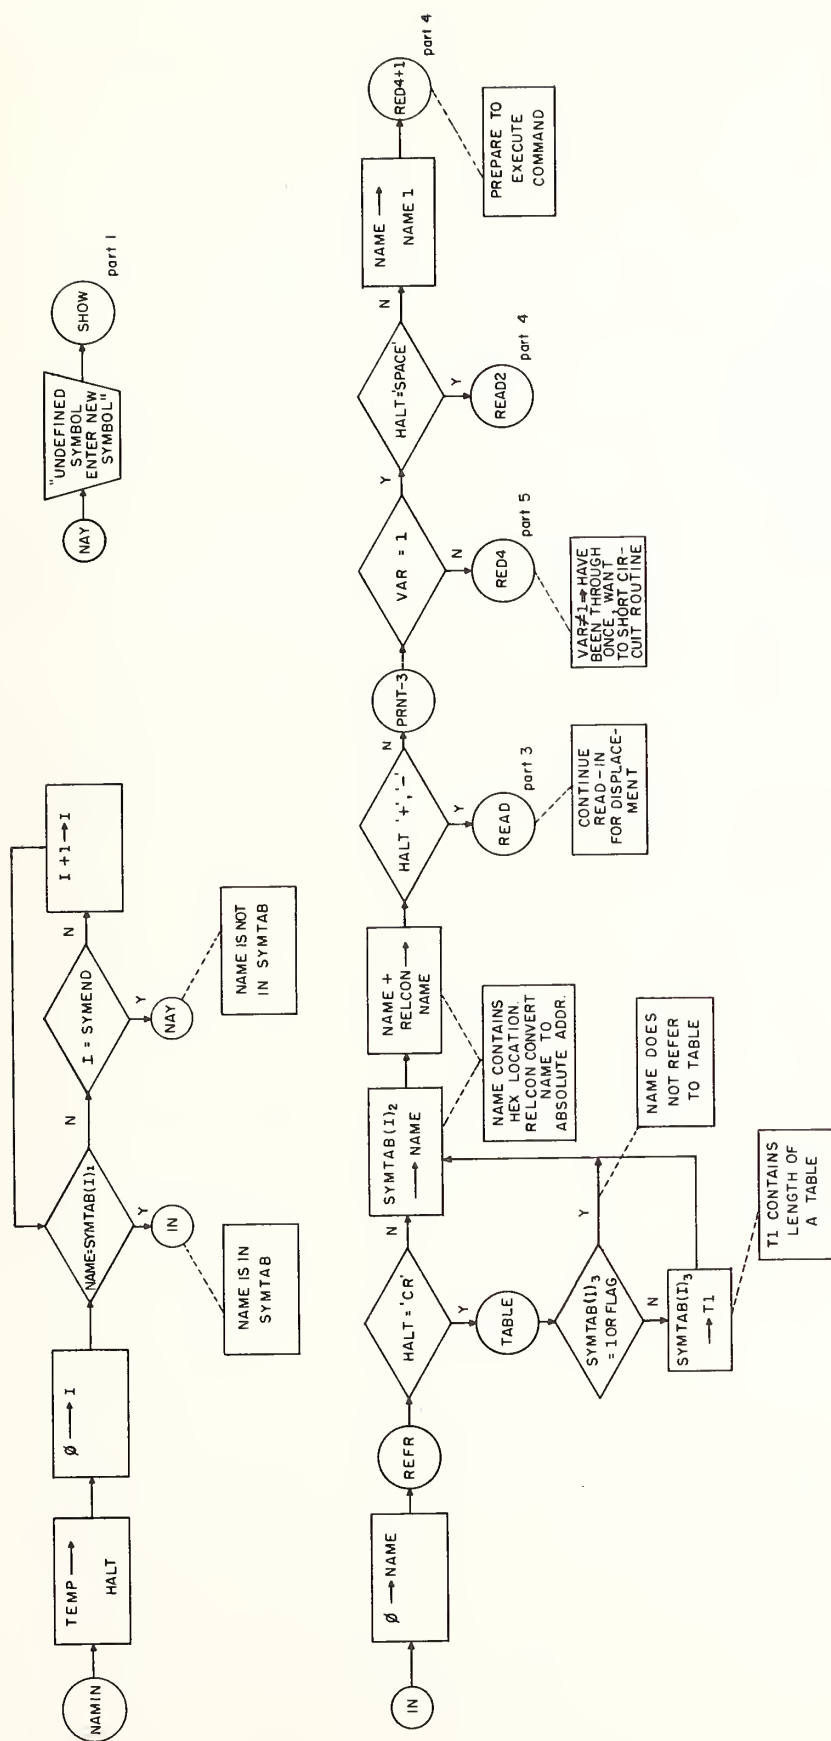 NAMIN
TEMP ⟶
HALT
Ø ⟶ I
NAME=SYMTAB(I)₁
N
Y
IN
NAME IS IN
SYMTAB
I = SYMEND
N
Y
NAY
NAME IS NOT
IN SYMTAB
I +1⟶I
NAY
"UNDEFINED
SYMBOL
ENTER NEW
SYMBOL"
SHOW
part 1
IN
Ø ⟶NAME
REFR
HALT='CR'
N
Y
TABLE
SYMTAB(I)₃
= 1 OR FLAG
Y
N
SYMTAB(I)₃
⟶ T1
T1 CONTAINS
LENGTH OF
A TABLE
NAME DOES
NOT REFER
TO TABLE
SYMTAB(I)₂
⟶ NAME
NAME +
RELCON⟶
NAME
NAME CONTAINS
HEX LOCATION.
RELCON CONVERT
NAME TO
ABSOLUTE ADDR.
HALT '+','-'
N
Y
READ
part 3
CONTINUE
READ-IN
FOR DISPLACE-
MENT
PRNT-3
VAR = 1
Y
N
RED4
part 5
VAR≠1⇒HAVE
BEEN THROUGH
ONCE, WANT
TO SHORT CIR-
CUIT ROUTINE
HALT='SPACE'
N
Y
READ2
part 4
NAME ⟶
NAME 1
RED4+1
part 4
PREPARE TO
EXECUTE
COMMAND